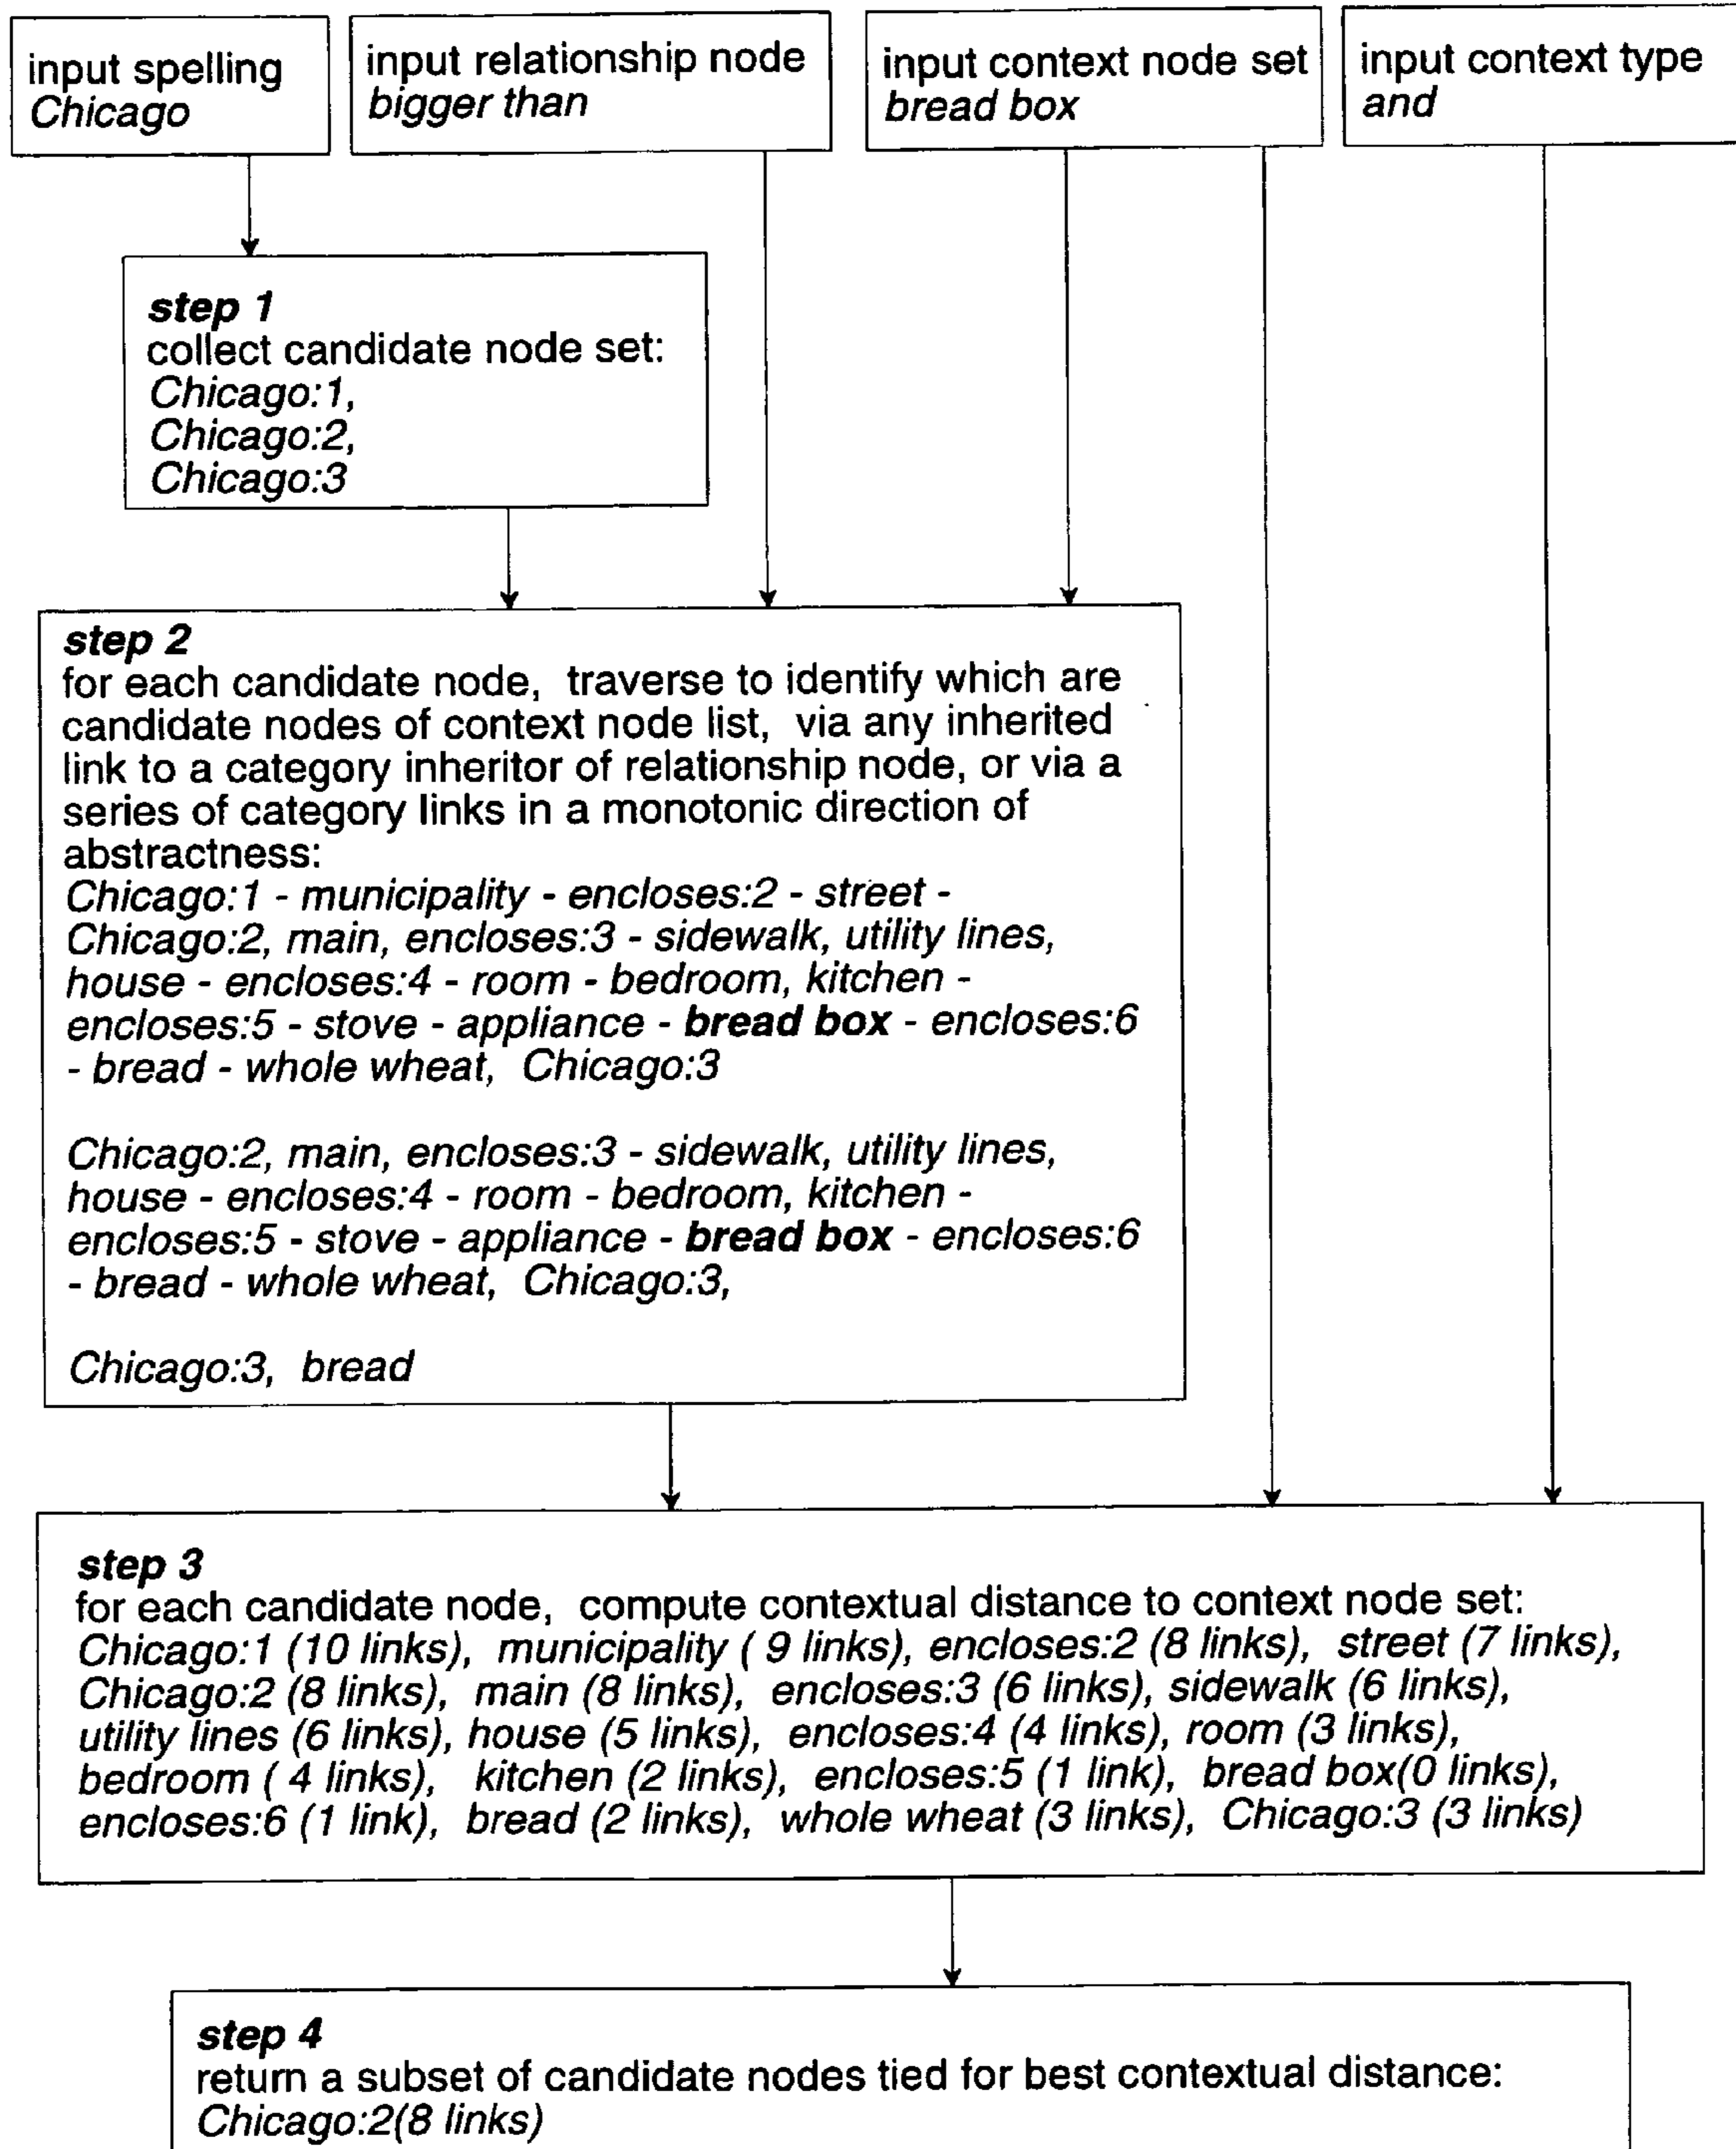 input spelling
Chicago
input relationship node
bigger than
input context node set
bread box
input context type
and
step 1
collect candidate node set:
Chicago:1,
Chicago:2,
Chicago:3
step 2
for each candidate node, traverse to identify which are
candidate nodes of context node list, via any inherited
link to a category inheritor of relationship node, or via a
series of category links in a monotonic direction of
abstractness:
Chicago:1 - municipality - encloses:2 - street -
Chicago:2, main, encloses:3 - sidewalk, utility lines,
house - encloses:4 - room - bedroom, kitchen -
encloses:5 - stove - appliance - bread box - encloses:6
- bread - whole wheat, Chicago:3
Chicago:2, main, encloses:3 - sidewalk, utility lines,
house - encloses:4 - room - bedroom, kitchen -
encloses:5 - stove - appliance - bread box - encloses:6
- bread - whole wheat, Chicago:3,
Chicago:3, bread
step 3
for each candidate node, compute contextual distance to context node set:
Chicago:1 (10 links), municipality ( 9 links), encloses:2 (8 links), street (7 links),
Chicago:2 (8 links), main (8 links), encloses:3 (6 links), sidewalk (6 links),
utility lines (6 links), house (5 links), encloses:4 (4 links), room (3 links),
bedroom ( 4 links), kitchen (2 links), encloses:5 (1 link), bread box(0 links),
encloses:6 (1 link), bread (2 links), whole wheat (3 links), Chicago:3 (3 links)
step 4
return a subset of candidate nodes tied for best contextual distance:
Chicago:2(8 links)